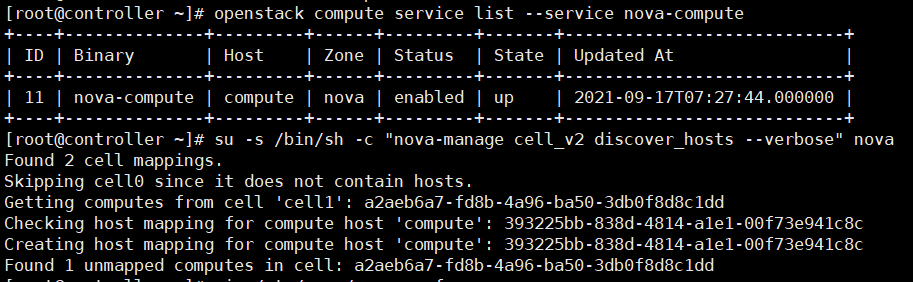 [root@controller ~]# openstack compute service list --service nova-compute
+----+--------------+---------+------+---------+-------+----------------------------+
| ID | Binary       | Host    | Zone | Status  | State | Updated At                 |
+----+--------------+---------+------+---------+-------+----------------------------+
| 11 | nova-compute | compute | nova | enabled | up    | 2021-09-17T07:27:44.000000 |
+----+--------------+---------+------+---------+-------+----------------------------+
[root@controller ~]# su -s /bin/sh -c "nova-manage cell_v2 discover_hosts --verbose" nova
Found 2 cell mappings.
Skipping cell0 since it does not contain hosts.
Getting computes from cell 'cell1': a2aeb6a7-fd8b-4a96-ba50-3db0f8d8c1dd
Checking host mapping for compute host 'compute': 393225bb-838d-4814-a1e1-00f73e941c8c
Creating host mapping for compute host 'compute': 393225bb-838d-4814-a1e1-00f73e941c8c
Found 1 unmapped computes in cell: a2aeb6a7-fd8b-4a96-ba50-3db0f8d8c1dd